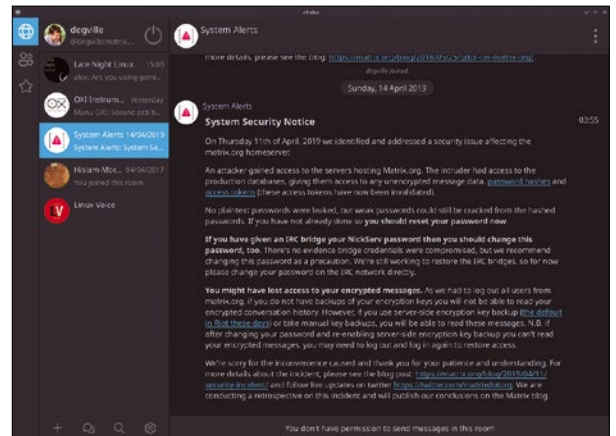 nheko
degville
@degville:matrix....
Late Night Linux 15:00
alex: Are you using gomi...
OXI Instrum... Yesterday
Manu OXI: Second pcb b...
System Alerts 14/04/2019
System Alerts: System Se...
Hislam-Mor... 04/04/2017
You joined this room.
Linux Voice
System Alerts
more details, please see the blog: https://matrix.org/blog/2018/05/25/gdpr-on-matrix-org/.
degville joined.
Sunday, 14 April 2019
System Alerts
System Security Notice 03:55
On Thursday 11th of April, 2019 we identified and addressed a security issue affecting the
matrix.org homeserver.
An attacker gained access to the servers hosting Matrix.org. The intruder had access to the
production databases, giving them access to any unencrypted message data, password hashes and
access tokens (these access tokens have now been invalidated).
No plaintext passwords were leaked, but weak passwords could still be cracked from the hashed
passwords. If you have not already done so you should reset your password now.
If you have given an IRC bridge your NickServ password then you should change this
password, too. There's no evidence bridge credentials were compromised, but we recommend
changing this password as a precaution. We're still working to restore the IRC bridges, so for now
please change your password on the IRC network directly.
You might have lost access to your encrypted messages. As we had to log out all users from
matrix.org, if you do not have backups of your encryption keys you will not be able to read your
encrypted conversation history. However, if you use server-side encryption key backup (the default
in Riot these days) or take manual key backups, you will be able to read these messages. N.B. if
after changing your password and re-enabling server-side encryption key backup you can't read
your encrypted messages, you may need to log out and log in again to restore access.
We're sorry for the inconvenience caused and thank you for your patience and understanding. For
more details about the incident, please see the blog post: https://matrix.org/blog/2019/04/11/
security-incident/ and follow live updates on twitter https://twitter.com/matrixdotorg. We are
conducting a retrospective on this incident and will publish our conclusions on the Matrix blog.
You don't have permission to send messages in this room